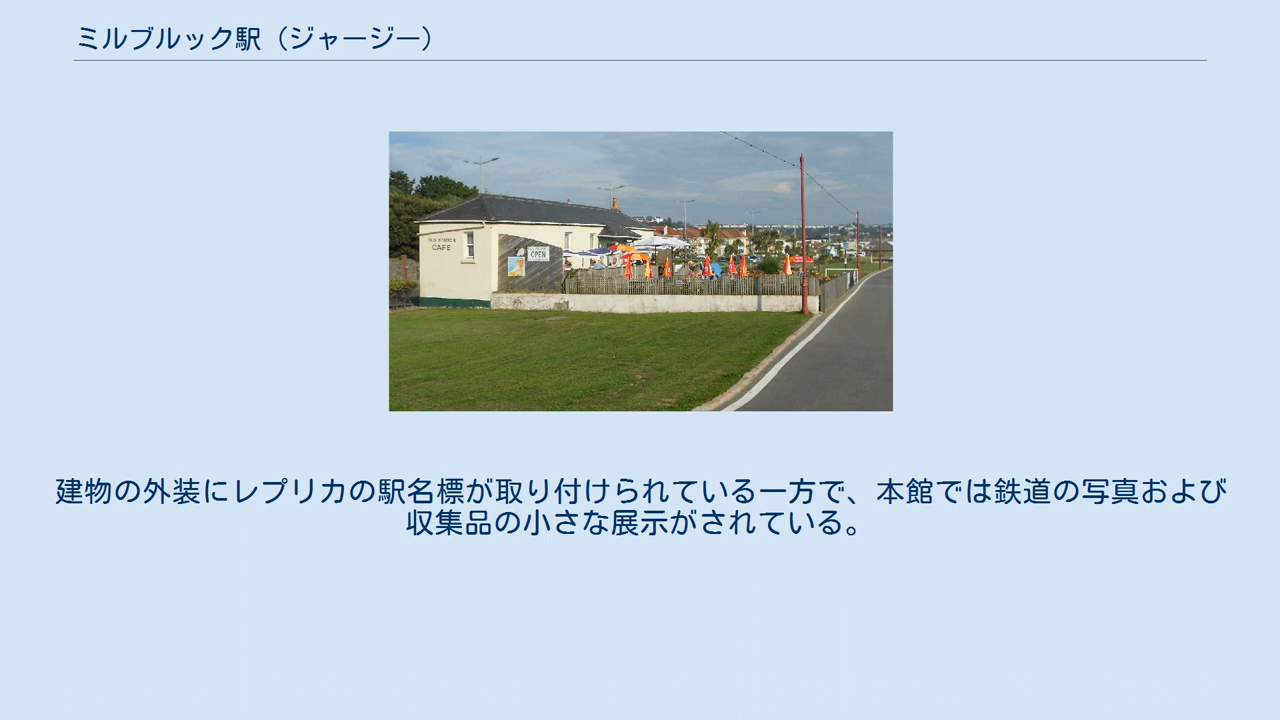 ミルブルック駅（ジャージー）
CAFE
OPEN
建物の外装にレプリカの駅名標が取り付けられている一方で、本館では鉄道の写真および
収集品の小さな展示がされている。